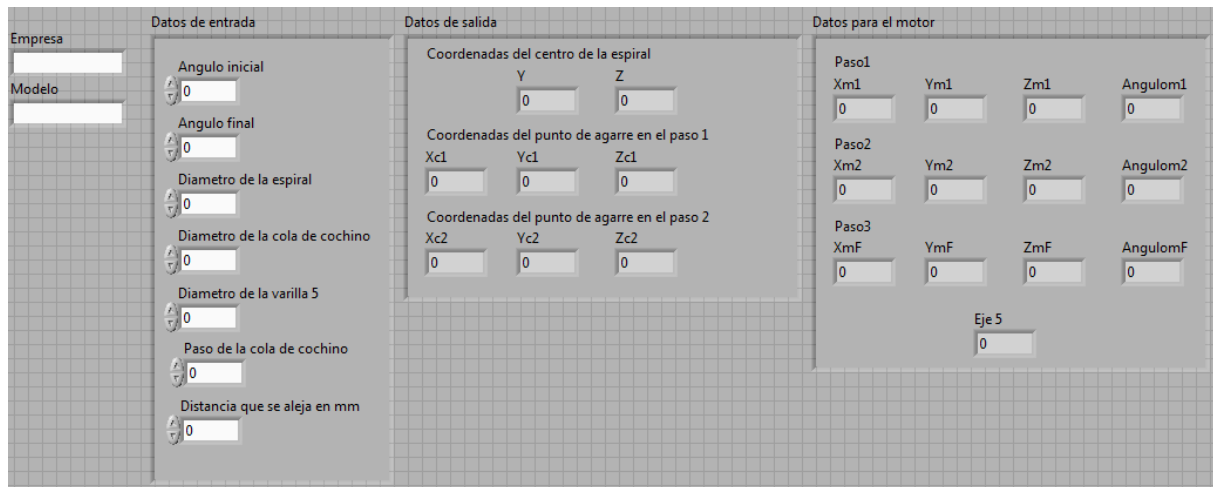 Empresa
Modelo
Datos de entrada
Angulo inicial
0
Angulo final
0
Diametro de la espiral
0
Diametro de la cola de cochino
0
Diametro de la varilla 5
0
Paso de la cola de cochino
0
Distancia que se aleja en mm
0
Datos de salida
Coordenadas del centro de la espiral
Y Z
0 0
Coordenadas del punto de agarre en el paso 1
Xc1 Yc1 Zc1
0 0 0
Coordenadas del punto de agarre en el paso 2
Xc2 Yc2 Zc2
0 0 0
Datos para el motor
Paso1
Xm1 Ym1 Zm1 Angulom1
0 0 0 0
Paso2
Xm2 Ym2 Zm2 Angulom2
0 0 0 0
Paso3
XmF YmF ZmF AngulomF
0 0 0 0
Eje 5
0